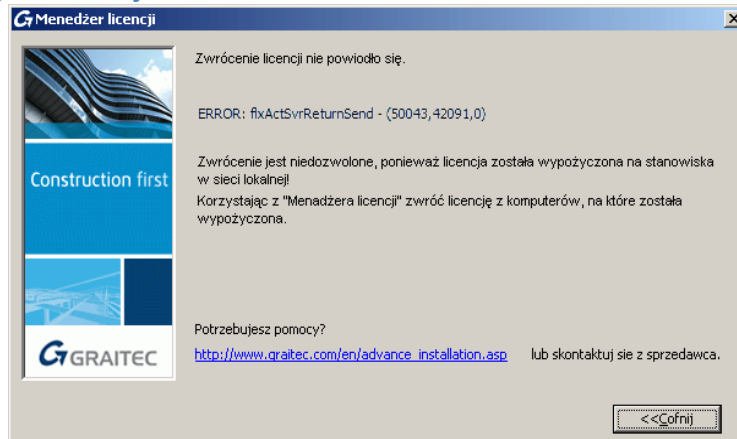 Menedżer licencji
Zwrócenie licencji nie powiodło się.
ERROR: flxActSvrReturnSend - (50043,42091,0)
Zwrócenie jest niedozwolone, ponieważ licencja została wypożyczona na stanowiska
w sieci lokalnej!
Korzystając z "Menadżera licencji" zwróć licencję z komputerów, na które została
wypożyczona.
Construction first
GRAITEC
Potrzebujesz pomocy?
http://www.graitec.com/en/advance_installation.asp lub skontaktuj sie z sprzedawca.
<<Cofnij